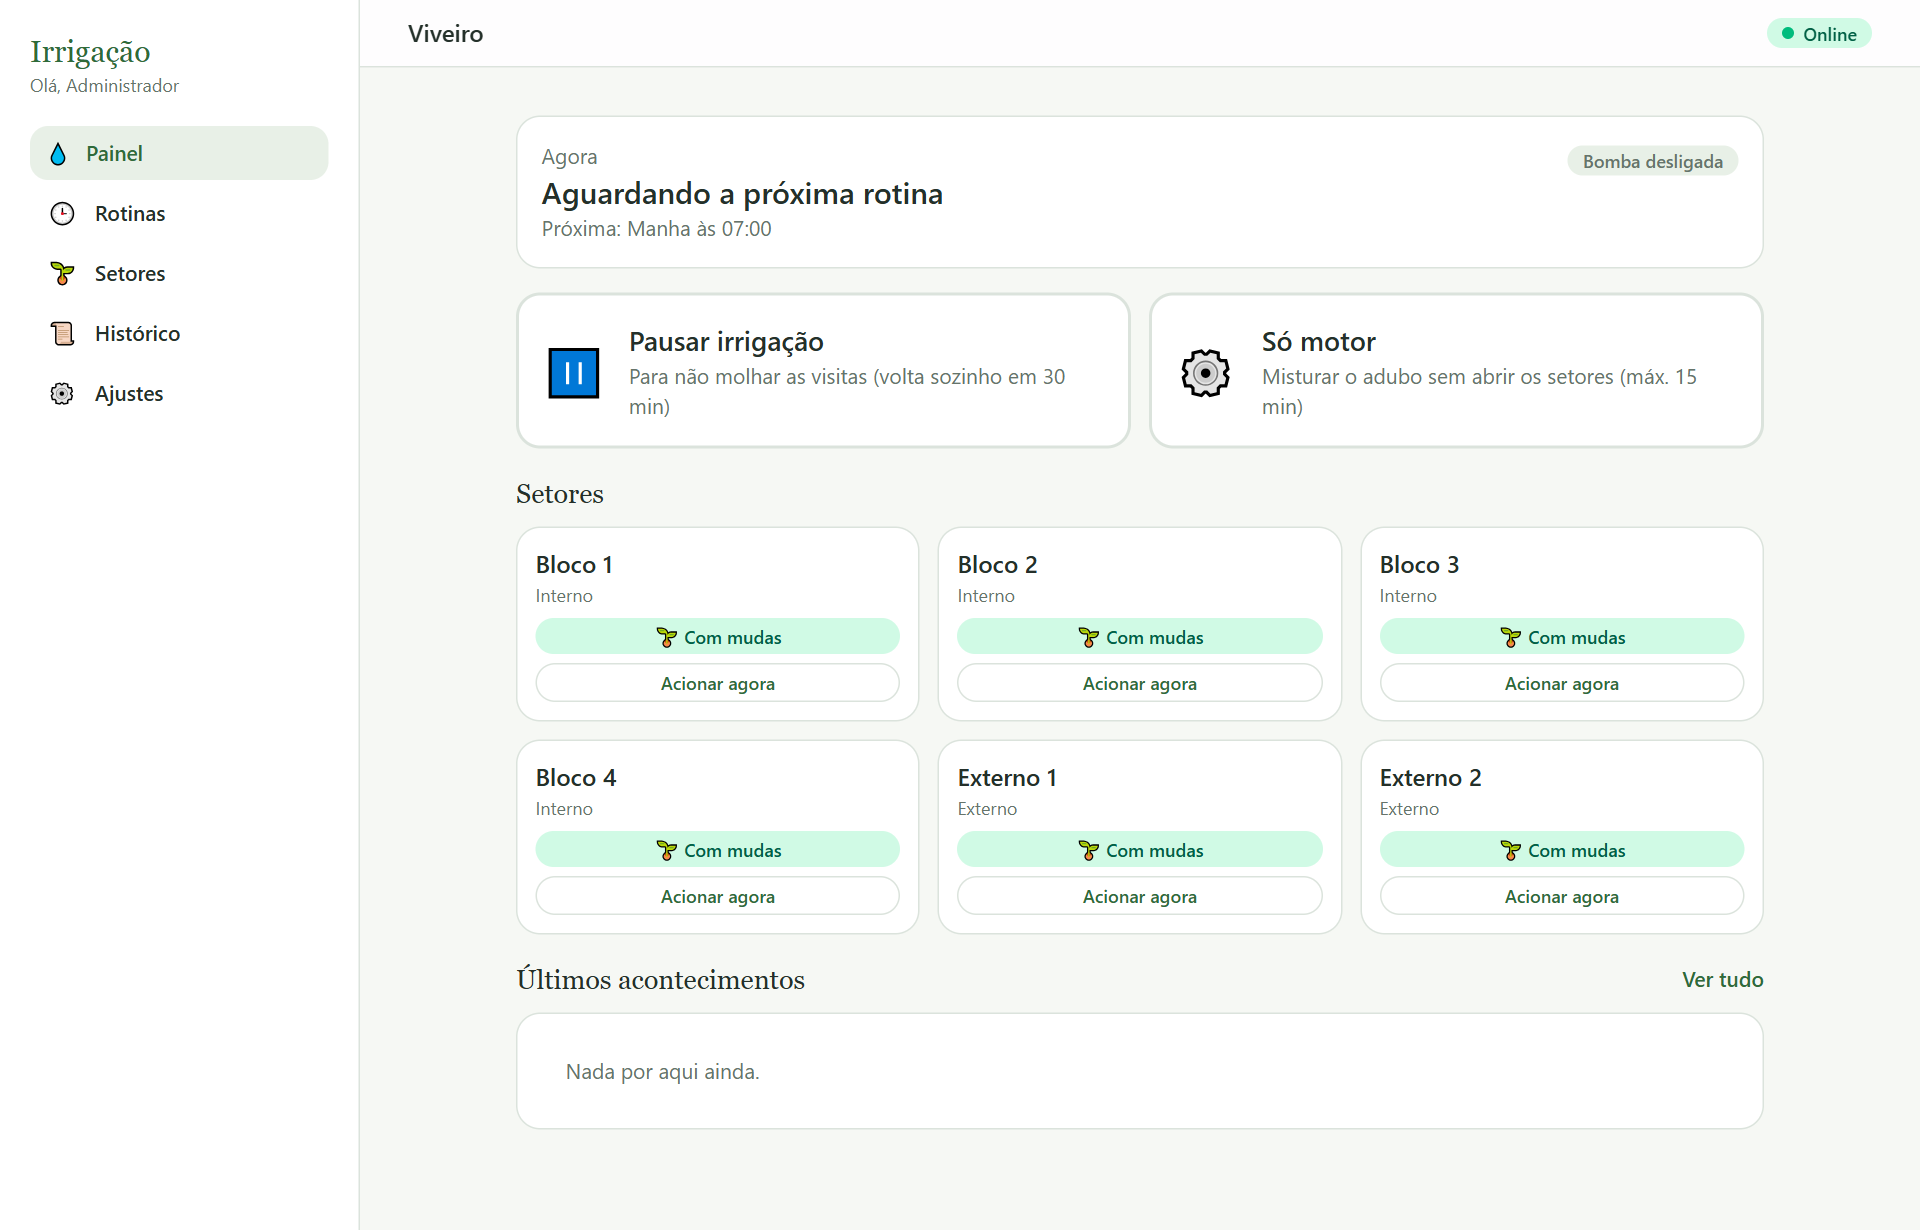 Irrigação
Olá, Administrador
Painel
Rotinas
Setores
Histórico
Ajustes
Viveiro
Online
Agora
Aguardando a próxima rotina
Próxima: Manha às 07:00
Bomba desligada
Pausar irrigação
Para não molhar as visitas (volta sozinho em 30
min)
Só motor
Misturar o adubo sem abrir os setores (máx. 15
min)
Setores
Bloco 1
Interno
Com mudas
Acionar agora
Bloco 2
Interno
Com mudas
Acionar agora
Bloco 3
Interno
Com mudas
Acionar agora
Bloco 4
Interno
Com mudas
Acionar agora
Externo 1
Externo
Com mudas
Acionar agora
Externo 2
Externo
Com mudas
Acionar agora
Últimos acontecimentos
Ver tudo
Nada por aqui ainda.